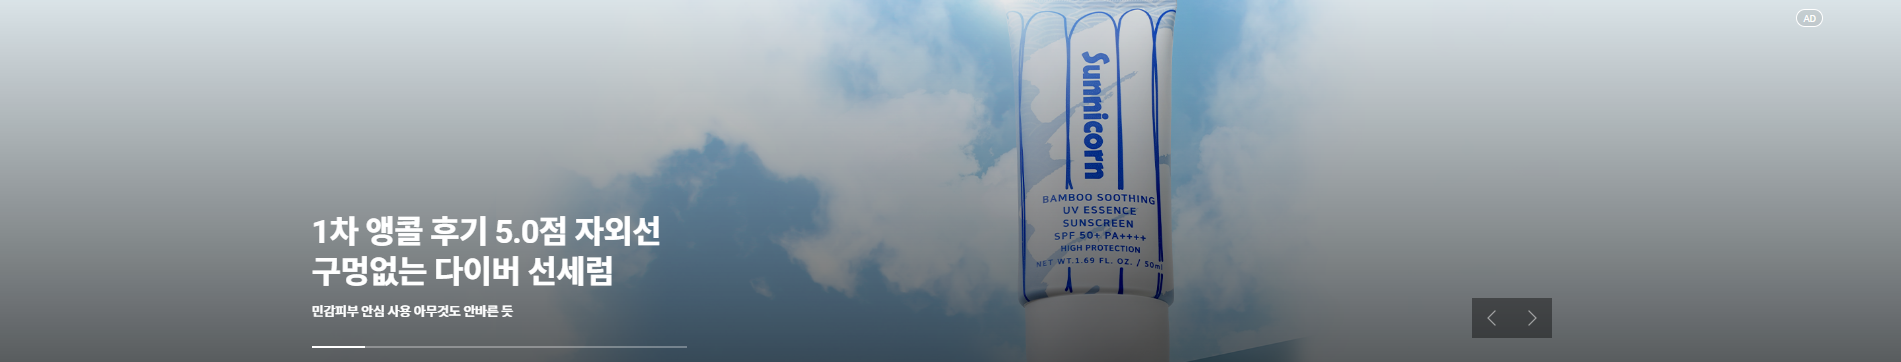 AD
Sunnicorn
BAMBOO SOOTHING
UV ESSENCE
SUNSCREEN
SPF 50+ PA++++
HIGH PROTECTION
NET WT.1.69 FL. OZ. / 50ml
1차 앵콜 후기 5.0점 자외선
구멍없는 다이버 선세럼
민감피부 안심 사용 아무것도 안바른 듯